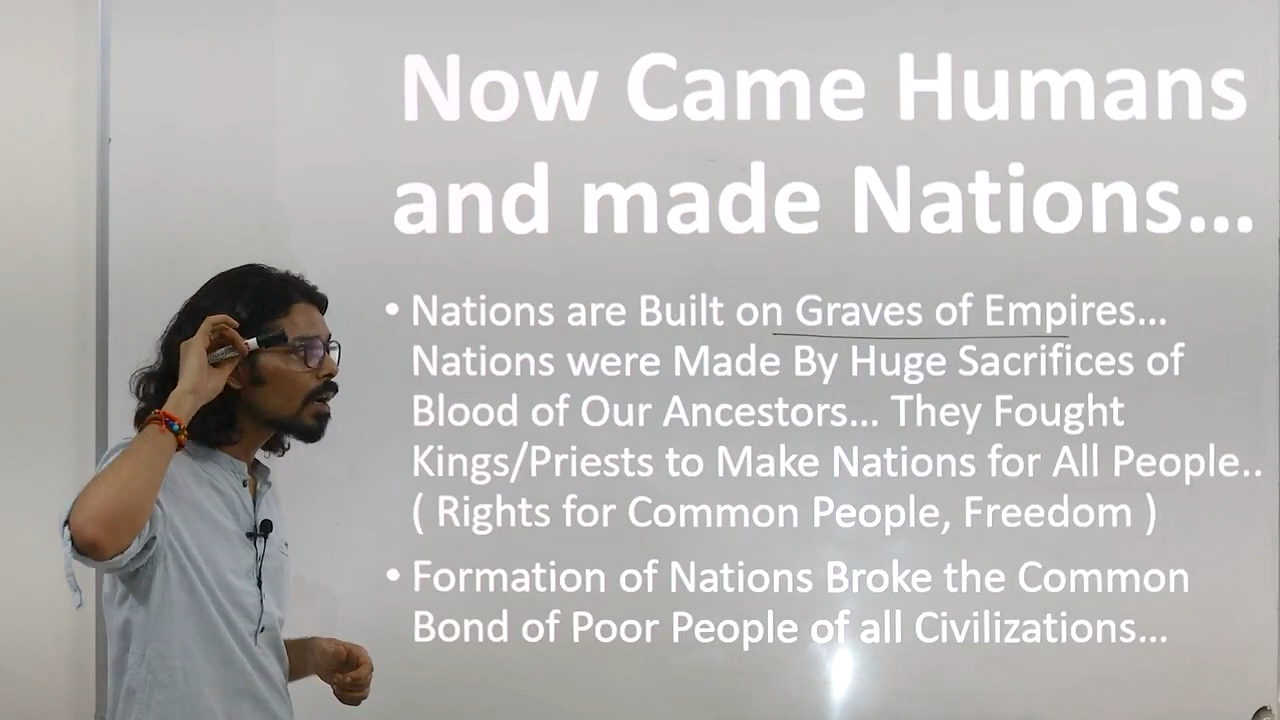 Now Came Humans
and made Nations...
• Nations are Built on Graves of Empires...
Nations were Made By Huge Sacrifices of
Blood of Our Ancestors... They Fought
Kings/Priests to Make Nations for All People..
( Rights for Common People, Freedom )
• Formation of Nations Broke the Common
Bond of Poor People of all Civilizations...